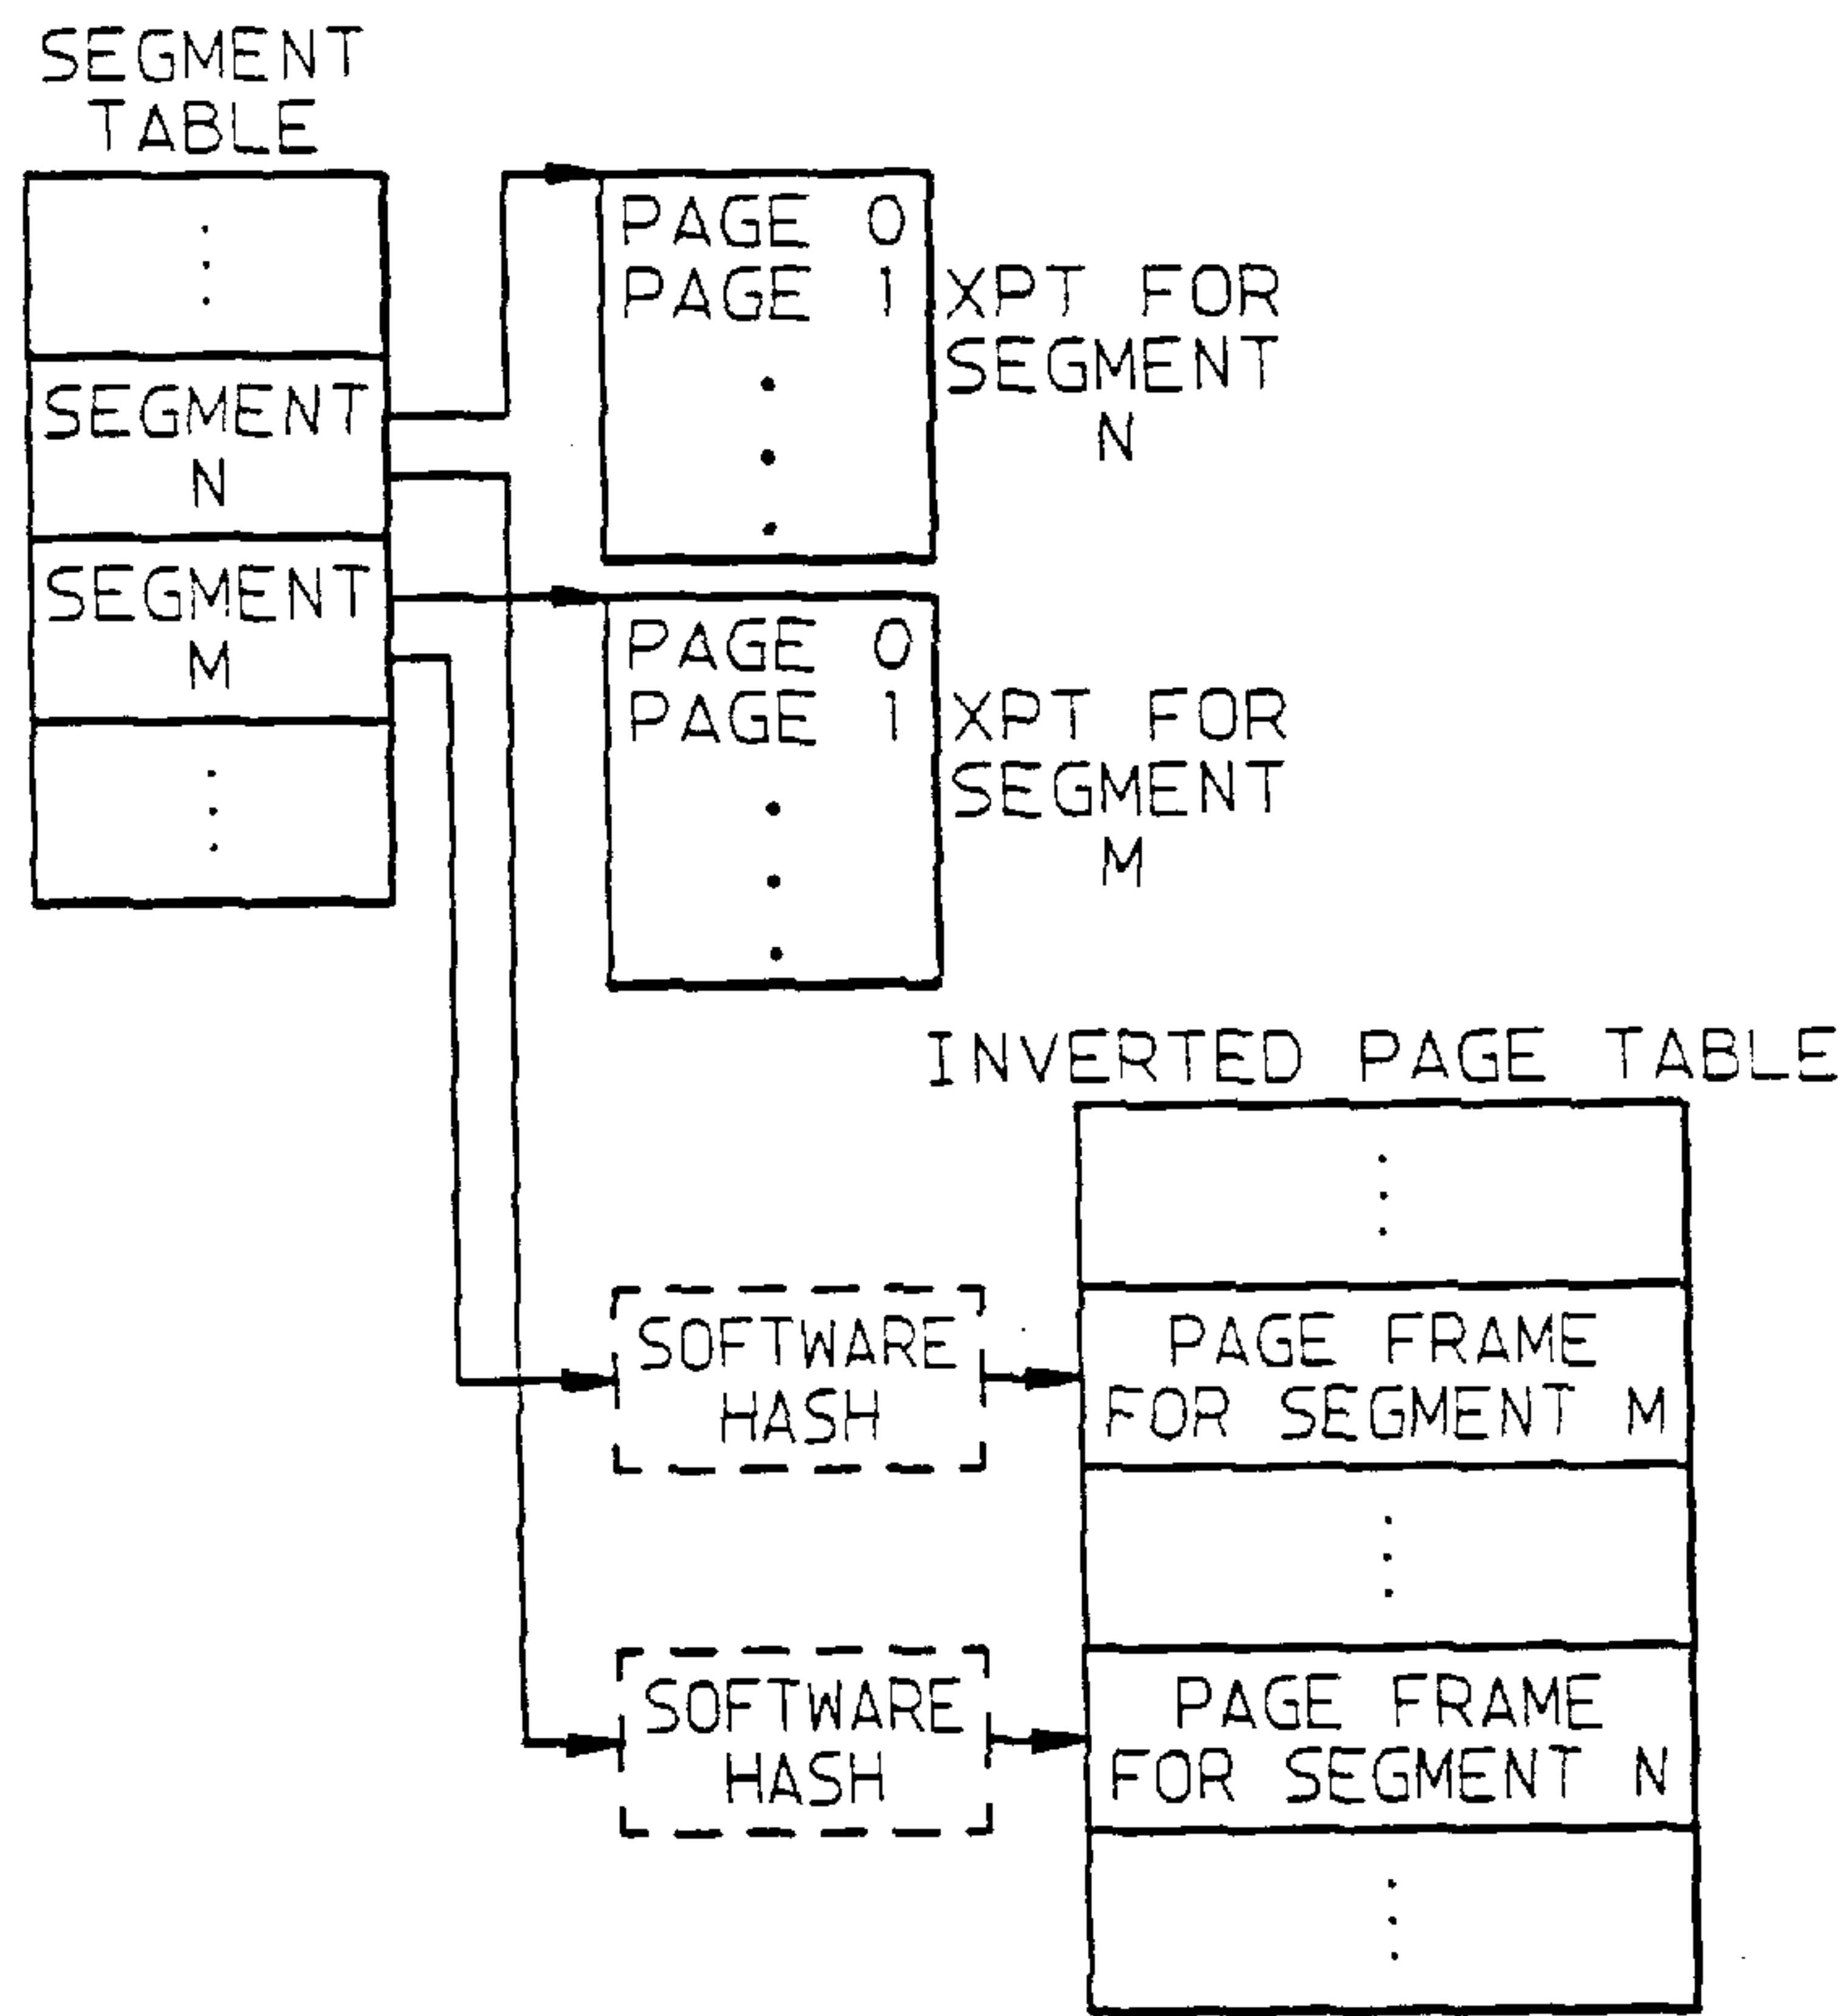 SEGMENT
TABLE
SEGMENT
N
SEGMENT
M
PAGE 0
PAGE 1
XPT FOR
SEGMENT
N
PAGE 0
PAGE 1
XPT FOR
SEGMENT
M
INVERTED PAGE TABLE
SOFTWARE
HASH
PAGE FRAME
FOR SEGMENT M
SOFTWARE
HASH
PAGE FRAME
FOR SEGMENT N